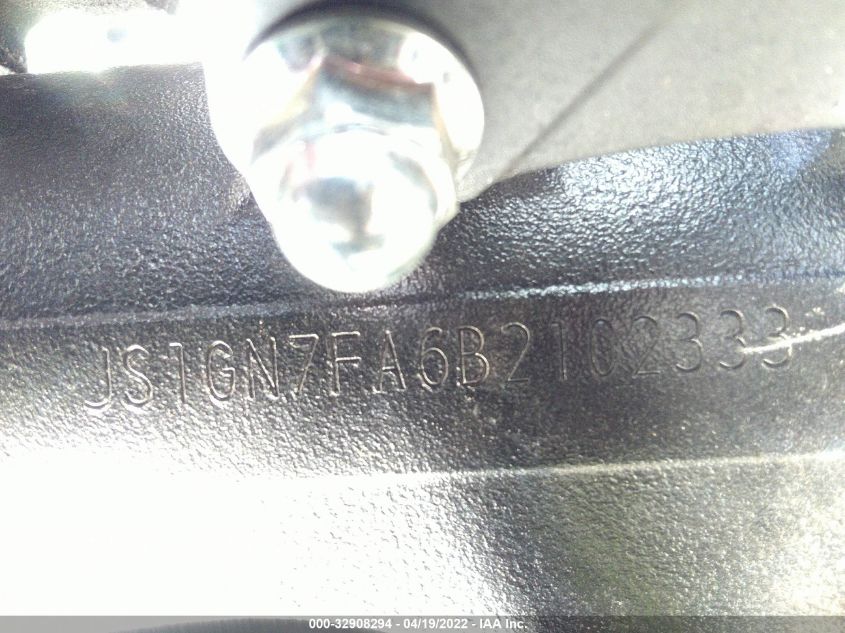 JS1GN7FA6B2102333
000-32908294 - 04/19/2022 - IAA Inc.